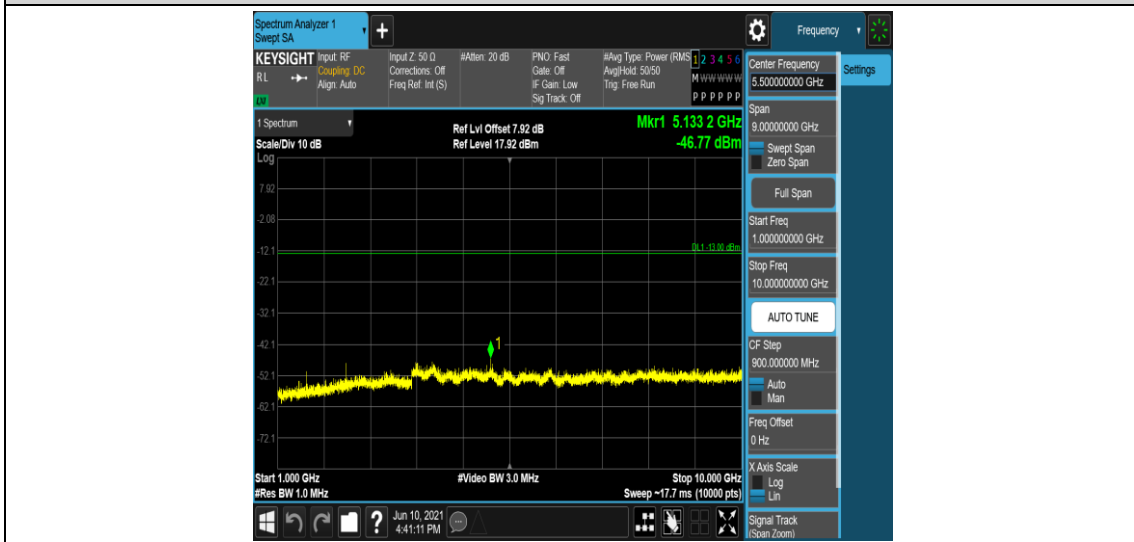 Spectrum Analyzer 1
Swept SA
+
Frequency
KEYSIGHT
RL
LXI
Input: RF
Coupling: DC
Align: Auto
Input Z: 50 Ω
Corrections: Off
Freq Ref: Int (S)
#Atten: 20 dB
PNO: Fast
Gate: Off
IF Gain: Low
Sig Track: Off
#Avg Type: Power (RMS
Avg|Hold: 50/50
Trig: Free Run
1 2 3 4 5 6
M W W W W W
P P P P P P
1 Spectrum
Scale/Div 10 dB
Log
Ref Lvl Offset 7.92 dB
Ref Level 17.92 dBm
Mkr1 5.133 2 GHz
-46.77 dBm
7.92
-2.08
-12.1
DL1 -13.00 dBm
-22.1
-32.1
-42.1
1
-52.1
-62.1
-72.1
Start 1.000 GHz
#Res BW 1.0 MHz
#Video BW 3.0 MHz
Stop 10.000 GHz
Sweep ~17.7 ms (10000 pts)
Center Frequency
5.500000000 GHz
Settings
Span
9.00000000 GHz
Swept Span
Zero Span
Full Span
Start Freq
1.000000000 GHz
Stop Freq
10.000000000 GHz
AUTO TUNE
CF Step
900.000000 MHz
Auto
Man
Freq Offset
0 Hz
X Axis Scale
Log
Lin
Signal Track
(Span Zoom)
?
Jun 10, 2021
4:41:11 PM